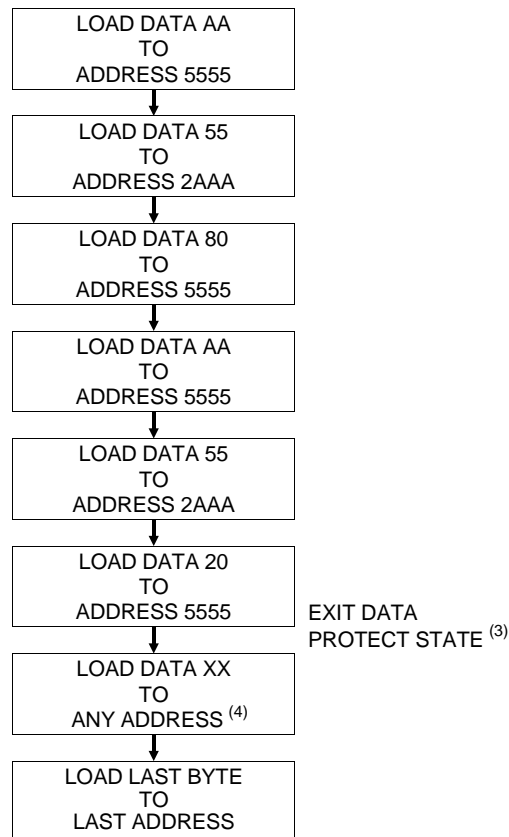 LOAD DATA AA
TO
ADDRESS 5555
LOAD DATA 55
TO
ADDRESS 2AAA
LOAD DATA 80
TO
ADDRESS 5555
LOAD DATA AA
TO
ADDRESS 5555
LOAD DATA 55
TO
ADDRESS 2AAA
LOAD DATA 20
TO
ADDRESS 5555
EXIT DATA
PROTECT STATE (3)
LOAD DATA XX
TO
ANY ADDRESS (4)
LOAD LAST BYTE
TO
LAST ADDRESS